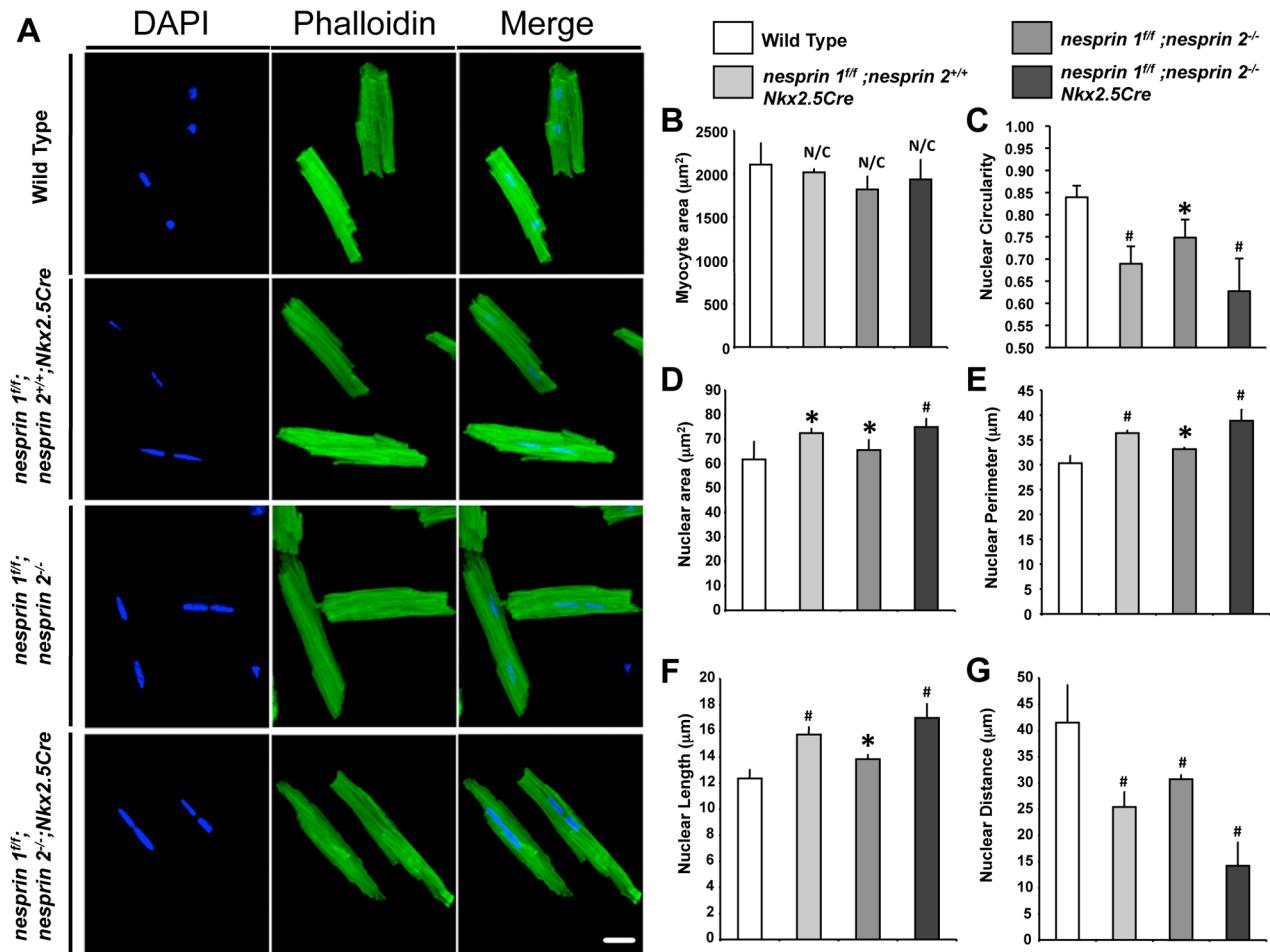 A
DAPI
Phalloidin
Merge
Wild Type
nesprin 1f/f;
nesprin 2+/+;Nkx2.5Cre
nesprin 1f/f;
nesprin 2-/-
nesprin 1f/f;
nesprin 2-/-;Nkx2.5Cre
Wild Type
nesprin 1f/f ;nesprin 2+/+
Nkx2.5Cre
nesprin 1f/f ;nesprin 2-/-
nesprin 1f/f ;nesprin 2-/-
Nkx2.5Cre
B
Myocyte area (μm²)
2500
2000
1500
1000
500
0
N/C
N/C
N/C
C
Nuclear Circularity
1.00
0.95
0.90
0.85
0.80
0.75
0.70
0.65
0.60
0.55
0.50
#
*
#
D
Nuclear area (μm²)
90
80
70
60
50
40
30
20
10
0
*
*
#
E
Nuclear Perimeter (μm)
45
40
35
30
25
20
15
10
5
0
#
*
#
F
Nuclear Length (μm)
20
18
16
14
12
10
8
6
4
2
0
#
*
#
G
Nuclear Distance (μm)
50
45
40
35
30
25
20
15
10
5
0
#
#
#